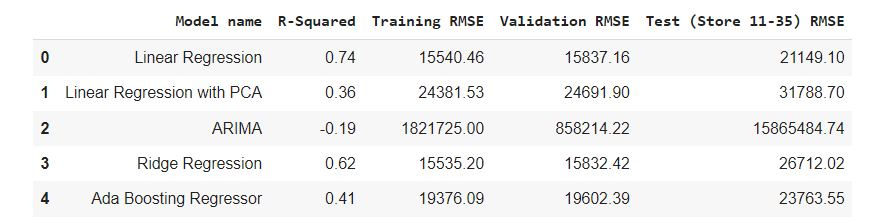 Model name R-Squared Training RMSE Validation RMSE Test (Store 11-35) RMSE
0 Linear Regression 0.74 15540.46 15837.16 21149.10
1 Linear Regression with PCA 0.36 24381.53 24691.90 31788.70
2 ARIMA -0.19 1821725.00 858214.22 15865484.74
3 Ridge Regression 0.62 15535.20 15832.42 26712.02
4 Ada Boosting Regressor 0.41 19376.09 19602.39 23763.55